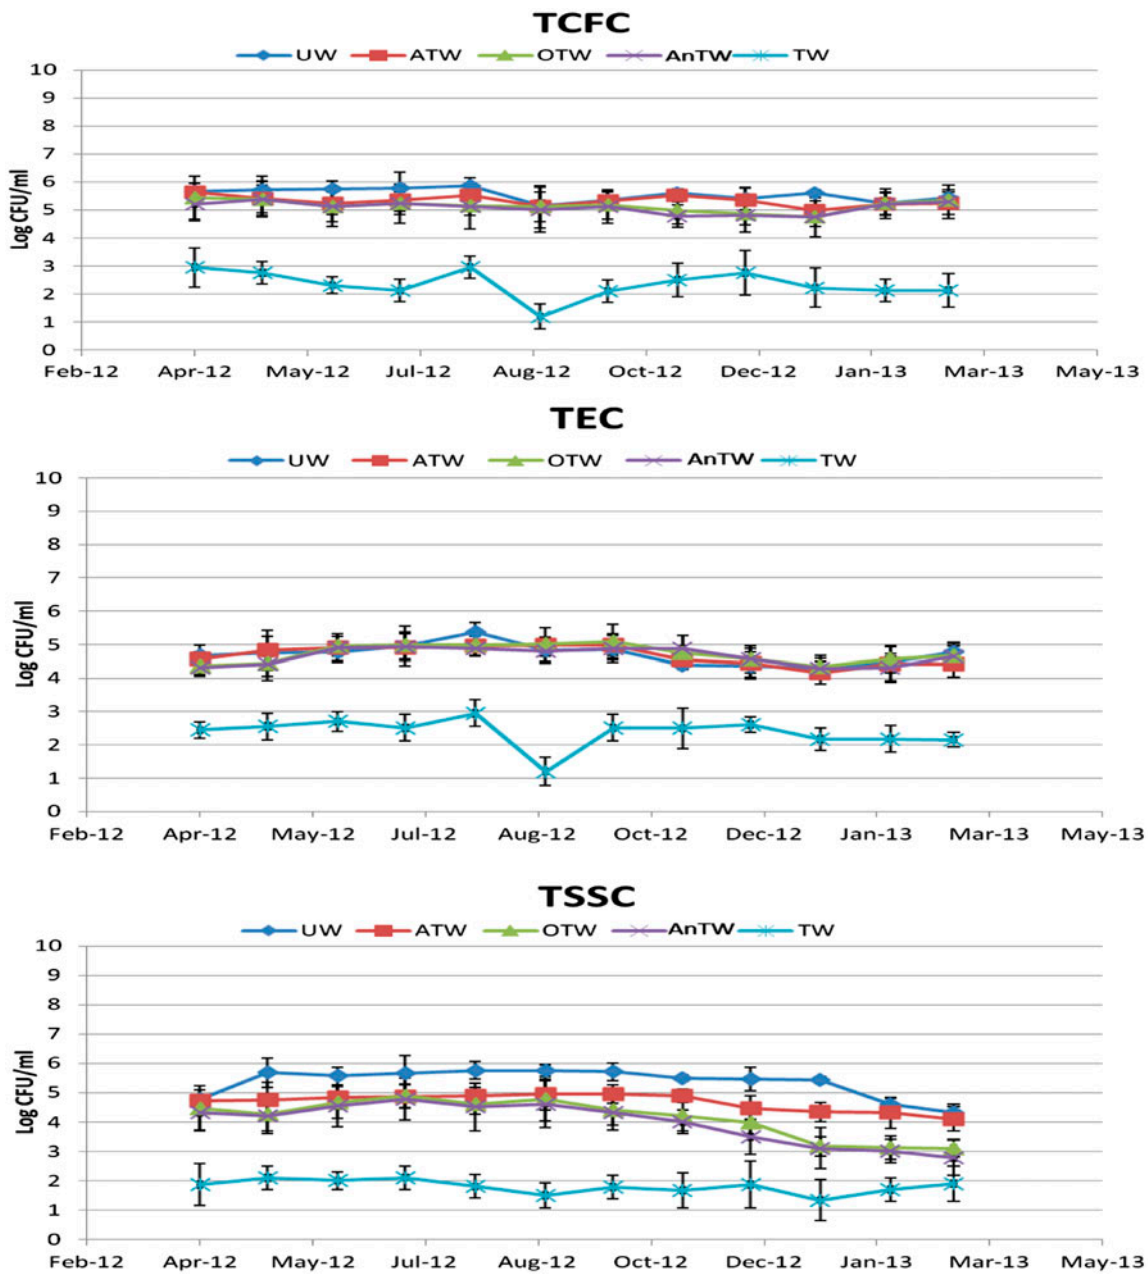 TCFC
UW ATW OTW AnTW TW
10
9
8
7
6
5
4
3
2
1
0
Log CFU/ml
Feb-12 Apr-12 May-12 Jul-12 Aug-12 Oct-12 Dec-12 Jan-13 Mar-13 May-13
TEC
UW ATW OTW AnTW TW
10
9
8
7
6
5
4
3
2
1
0
Log CFU/ml
Feb-12 Apr-12 May-12 Jul-12 Aug-12 Oct-12 Dec-12 Jan-13 Mar-13 May-13
TSSC
UW ATW OTW AnTW TW
10
9
8
7
6
5
4
3
2
1
0
Log CFU/ml
Feb-12 Apr-12 May-12 Jul-12 Aug-12 Oct-12 Dec-12 Jan-13 Mar-13 May-13